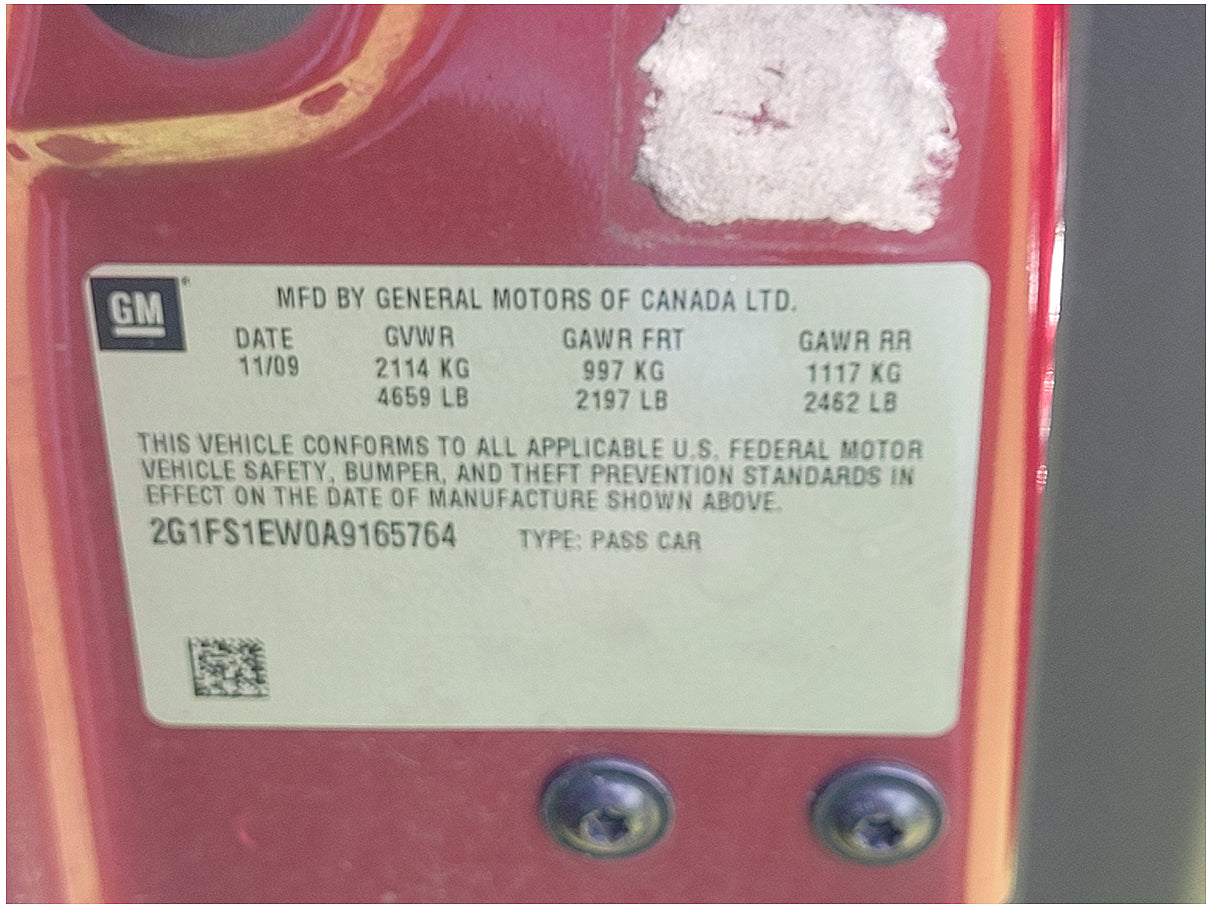 GM
MFD BY GENERAL MOTORS OF CANADA LTD.
DATE GVWR GAWR FRT GAWR RR
11/09 2114 KG 997 KG 1117 KG
4659 LB 2197 LB 2462 LB
THIS VEHICLE CONFORMS TO ALL APPLICABLE U.S. FEDERAL MOTOR
VEHICLE SAFETY, BUMPER, AND THEFT PREVENTION STANDARDS IN
EFFECT ON THE DATE OF MANUFACTURE SHOWN ABOVE.
2G1FS1EW0A9165764 TYPE: PASS CAR